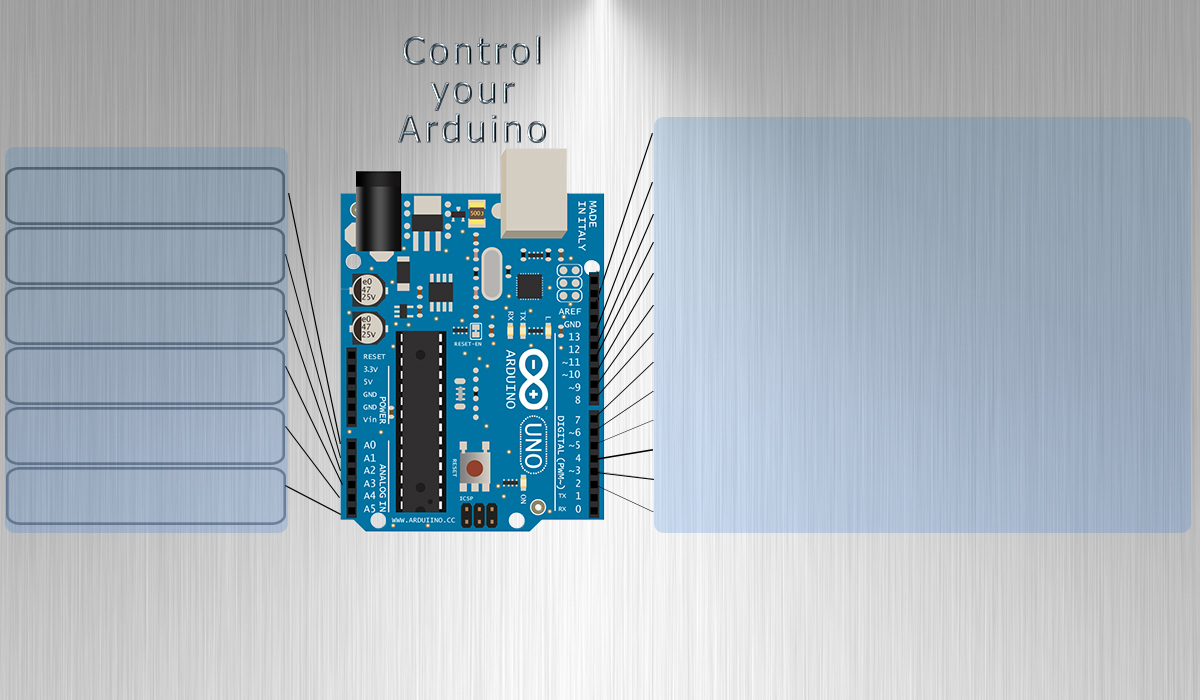 Control
your
Arduino
MADE
IN ITALY
5003
e0
47
25V
e0
47
25V
RX
TX
L
RESET-EN
AREF
GND
13
12
~11
~10
~9
8
7
~6
~5
4
~3
2
TX 1
RX 0
DIGITAL (PWM~)
ARDUINO
UNO
RESET
3.3V
5V
GND
GND
Vin
POWER
A0
A1
A2
A3
A4
A5
ANALOG IN
RESET
ICSP
ON
WWW.ARDUIINO.CC